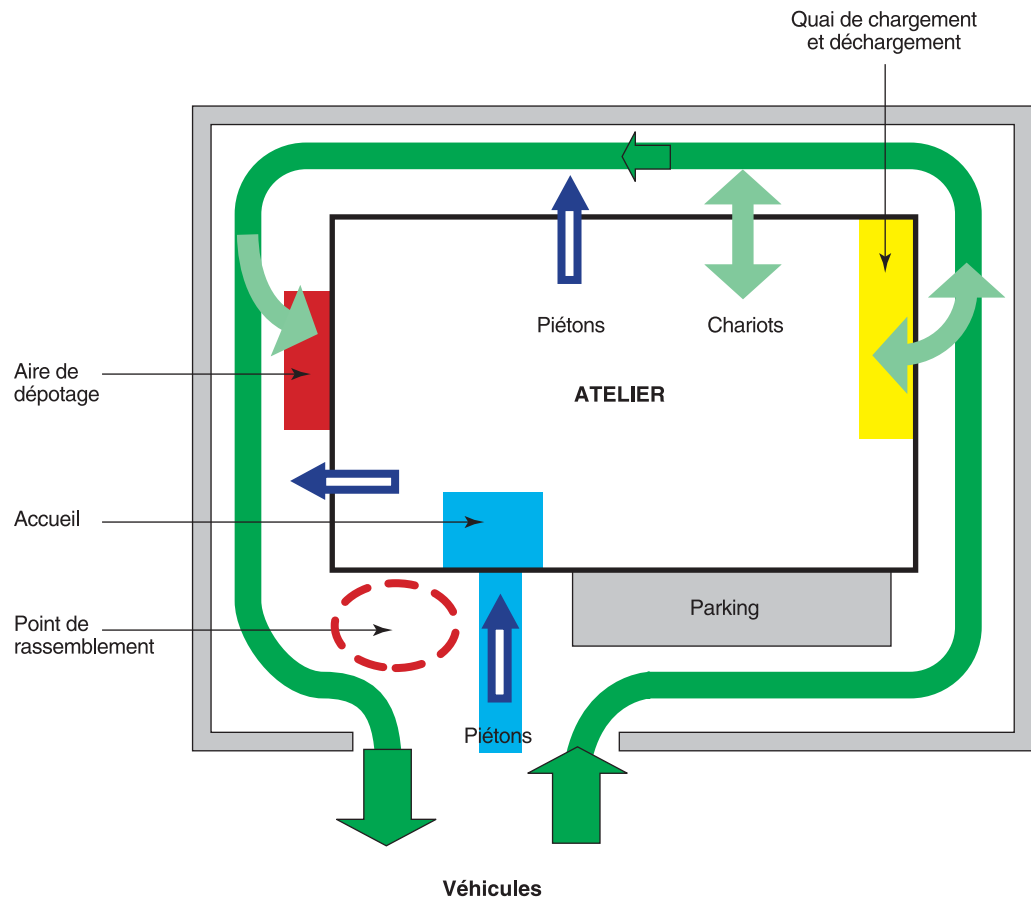 Quai de chargement
et déchargement
Piétons
Chariots
Aire de
dépotage
ATELIER
Accueil
Parking
Point de
rassemblement
Piétons
Véhicules